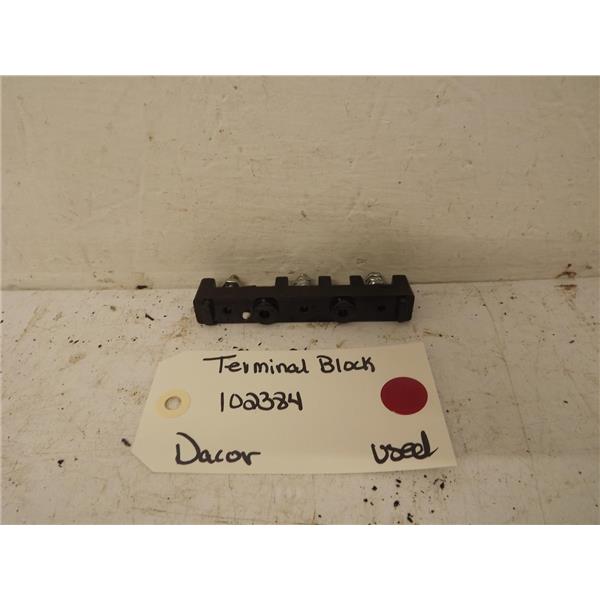 Terminal Block
102384
Dacor used